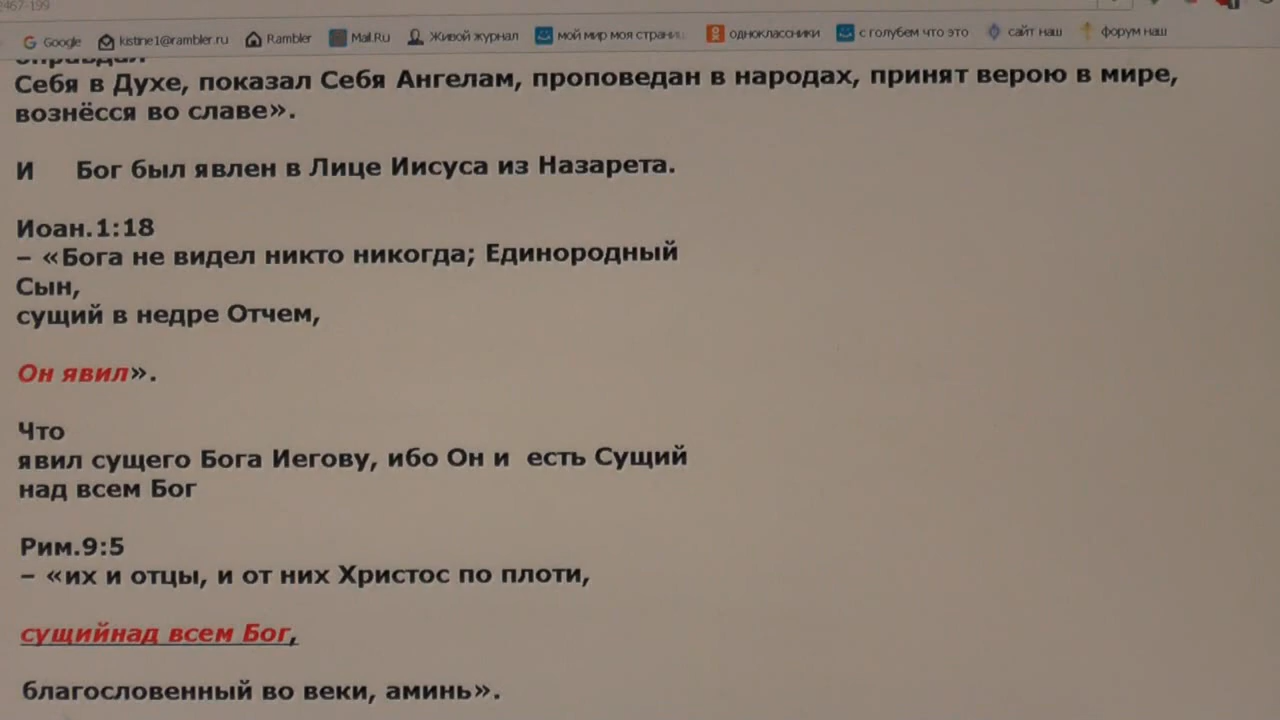 467-199
Google kistine1@rambler.ru Rambler Mail.Ru Живой журнал мой мир моя страниц одноклассники с голубем что это сайт наш форум наш
оправдал
Себя в Духе, показал Себя Ангелам, проповедан в народах, принят верою в мире,
вознёсся во славе».
И Бог был явлен в Лице Иисуса из Назарета.
Иоан.1:18
– «Бога не видел никто никогда; Единородный
Сын,
сущий в недре Отчем,
Он явил».
Что
явил сущего Бога Иегову, ибо Он и есть Сущий
над всем Бог
Рим.9:5
– «их и отцы, и от них Христос по плоти,
сущийнад всем Бог,
благословенный во веки, аминь».